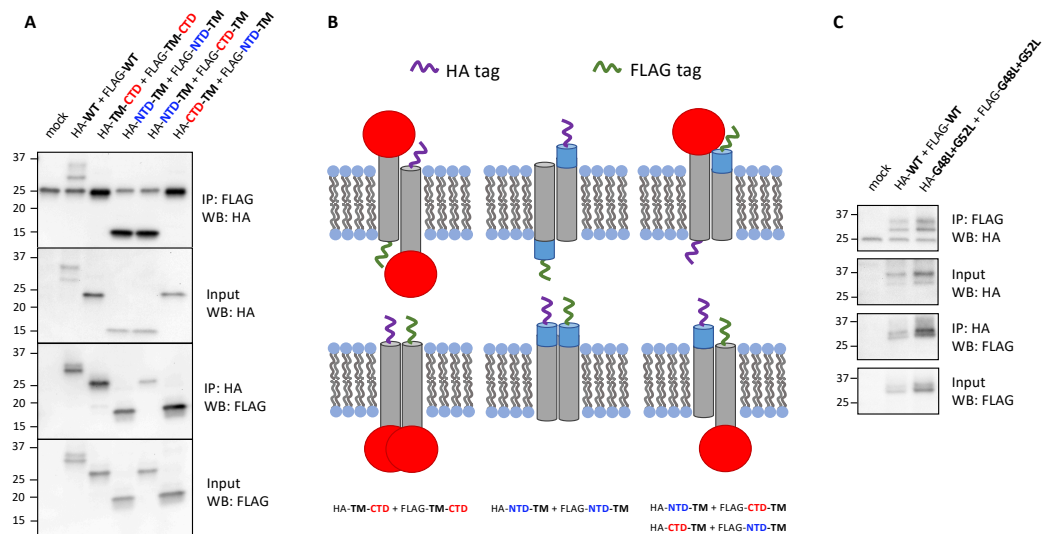 A
B
C
mock
HA-WT + FLAG-WT
HA-TM-CTD + FLAG-TM-CTD
HA-NTD-TM + FLAG-NTD-TM
HA-NTD-TM + FLAG-CTD-TM
HA-CTD-TM + FLAG-NTD-TM
37
25
20
15
IP: FLAG
WB: HA
37
25
20
15
Input
WB: HA
37
25
20
15
IP: HA
WB: FLAG
37
25
20
15
Input
WB: FLAG
HA tag
FLAG tag
HA-TM-CTD + FLAG-TM-CTD
HA-NTD-TM + FLAG-NTD-TM
HA-NTD-TM + FLAG-CTD-TM
HA-CTD-TM + FLAG-NTD-TM
mock
HA-WT + FLAG-WT
HA-G48L+G52L + FLAG-G48L+G52L
37
25
IP: FLAG
WB: HA
37
25
Input
WB: HA
37
25
IP: HA
WB: FLAG
37
25
Input
WB: FLAG